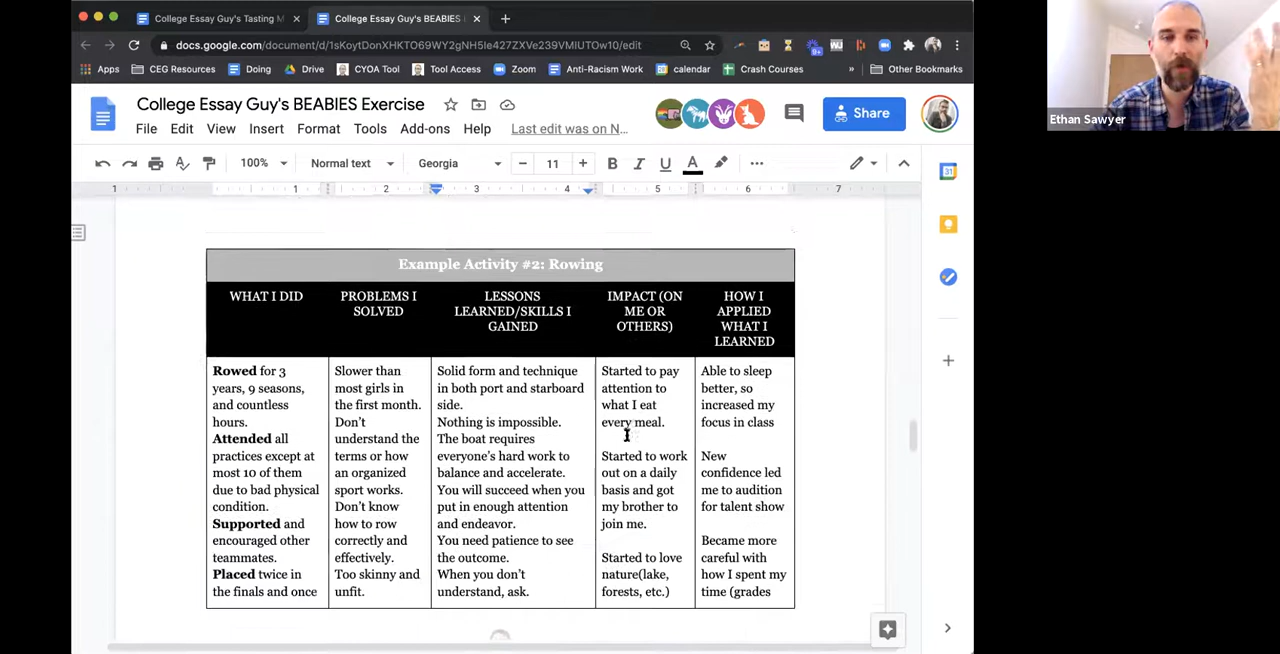 College Essay Guy's Tasting M
College Essay Guy's BEABIES
docs.google.com/document/d/1sKoytDonXHKTO69WY2gNH5Ie427ZXVe239VMIUTOw10/edit
9+
Apps
CEG Resources
Doing
Drive
CYOA Tool
Tool Access
Zoom
Anti-Racism Work
calendar
Crash Courses
»
Other Bookmarks
College Essay Guy's BEABIES Exercise
File Edit View Insert Format Tools Add-ons Help Last edit was on N...
Share
100% Normal text Georgia 11 B I U A
1 1 2 3 4 5 6 7
31
Ethan Sawyer
Example Activity #2: Rowing
WHAT I DID
PROBLEMS I
SOLVED
LESSONS
LEARNED/SKILLS I
GAINED
IMPACT (ON
ME OR
OTHERS)
HOW I
APPLIED
WHAT I
LEARNED
Rowed for 3
years, 9 seasons,
and countless
hours.
Attended all
practices except at
most 10 of them
due to bad physical
condition.
Supported and
encouraged other
teammates.
Placed twice in
the finals and once
Slower than
most girls in
the first month.
Don't
understand the
terms or how
an organized
sport works.
Don't know
how to row
correctly and
effectively.
Too skinny and
unfit.
Solid form and technique
in both port and starboard
side.
Nothing is impossible.
The boat requires
everyone's hard work to
balance and accelerate.
You will succeed when you
put in enough attention
and endeavor.
You need patience to see
the outcome.
When you don't
understand, ask.
Started to pay
attention to
what I eat
every meal.
Started to work
out on a daily
basis and got
my brother to
join me.
Started to love
nature(lake,
forests, etc.)
Able to sleep
better, so
increased my
focus in class
New
confidence led
me to audition
for talent show
Became more
careful with
how I spent my
time (grades